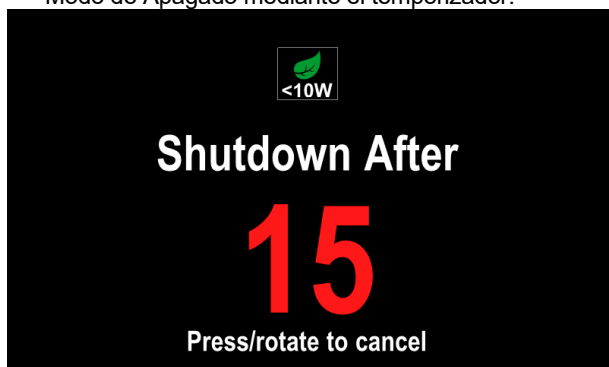 Modo de Apagado mediante el temporizador.
<10W
Shutdown After
15
Press/rotate to cancel